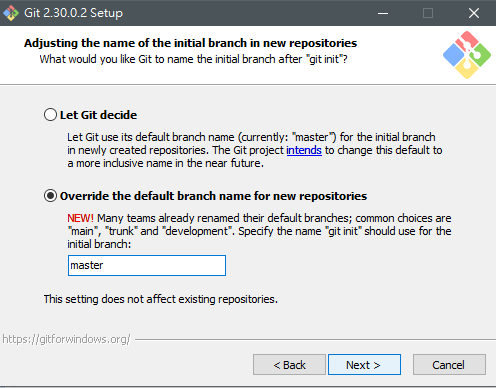 Git 2.30.0.2 Setup
Adjusting the name of the initial branch in new repositories
What would you like Git to name the initial branch after "git init"?
Let Git decide
Let Git use its default branch name (currently: "master") for the initial branch
in newly created repositories. The Git project intends to change this default to
a more inclusive name in the near future.
Override the default branch name for new repositories
NEW! Many teams already renamed their default branches; common choices are
"main", "trunk" and "development". Specify the name "git init" should use for the
initial branch:
master
This setting does not affect existing repositories.
https://gitforwindows.org/
< Back
Next >
Cancel